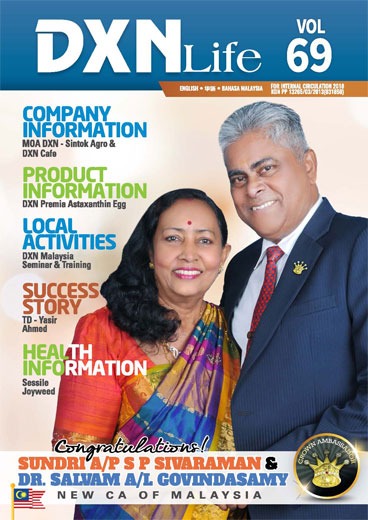 DXN Life
VOL
69
ENGLISH • 中文 • BAHASA MALAYSIA
FOR INTERNAL CIRCULATION 2018
COMPANY
INFORMATION
MOA DXN - Sintok Agro &
DXN Cafe
PRODUCT
INFORMATION
DXN Premia Astaxanthin Egg
LOCAL
ACTIVITIES
DXN Malaysia
Seminar & Training
SUCCESS
STORY
TD - Yasir
Ahmed
HEALTH
INFORMATION
Sessile
Joyweed
Congratulations!
SUNDRI A/P S P SIVARAMAN &
DR. SALVAM A/L GOVINDASAMY
NEW CA OF MALAYSIA
CROWN AMBASSADOR